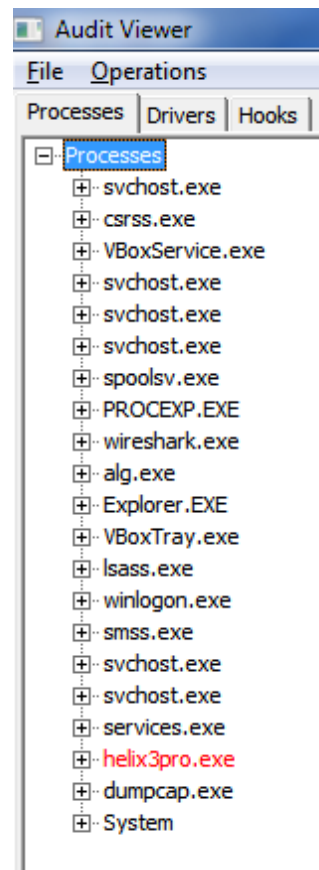 Audit Viewer
File Operations
Processes Drivers Hooks
Processes
svchost.exe
csrss.exe
VBoxService.exe
svchost.exe
svchost.exe
svchost.exe
spoolsv.exe
PROCEXP.EXE
wireshark.exe
alg.exe
Explorer.EXE
VBoxTray.exe
lsass.exe
winlogon.exe
smss.exe
svchost.exe
svchost.exe
services.exe
helix3pro.exe
dumpcap.exe
System